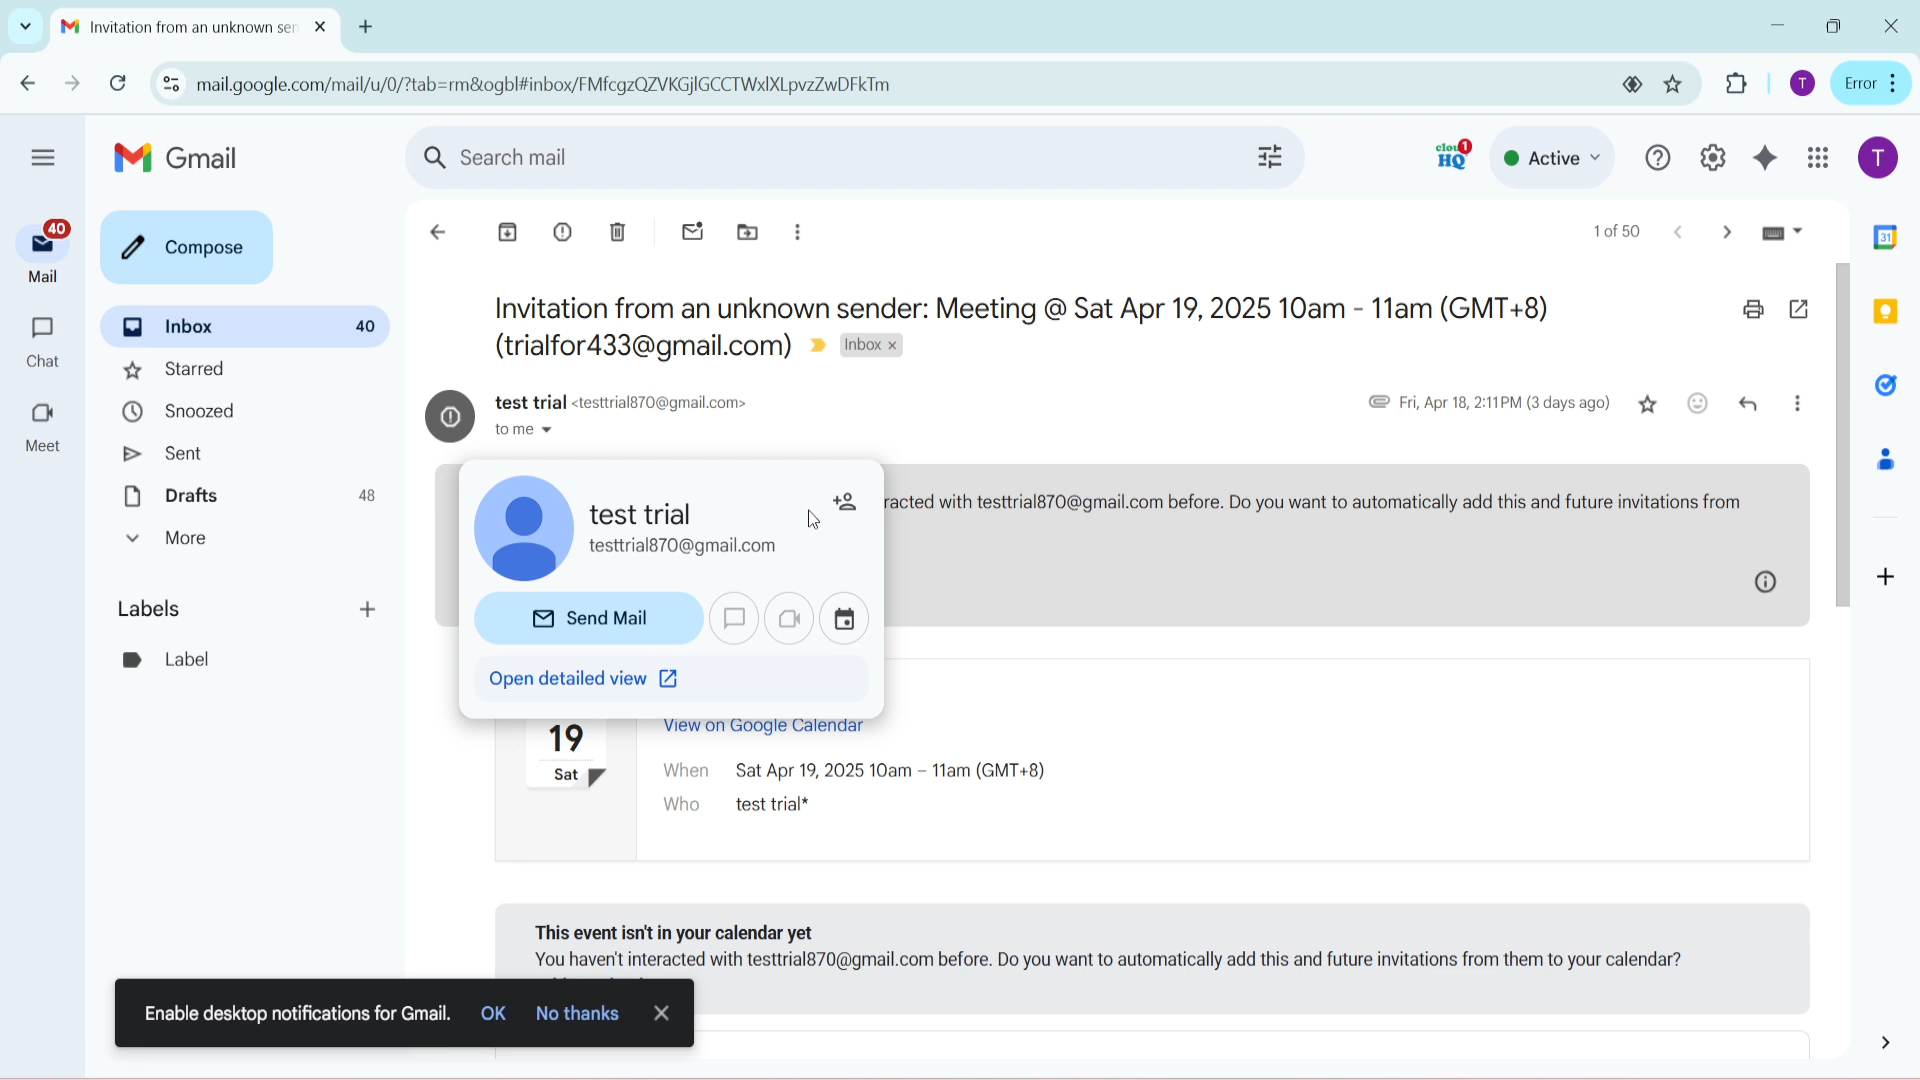 Invitation from an unknown sen
mail.google.com/mail/u/0/?tab=rm&ogbl#inbox/FMfcgzQZVKGjlGCCTWxlXLpvzZwDFkTm
T
Error
Gmail
Search mail
cloud
HQ
1
Active
T
40
Mail
Chat
Meet
Compose
Inbox 40
Starred
Snoozed
Sent
Drafts 48
More
Labels
Label
1 of 50
Invitation from an unknown sender: Meeting @ Sat Apr 19, 2025 10am - 11am (GMT+8)
(trialfor433@gmail.com) Inbox ×
test trial <testtrial870@gmail.com>
Fri, Apr 18, 2:11 PM (3 days ago)
to me
racted with testtrial870@gmail.com before. Do you want to automatically add this and future invitations from
test trial
testtrial870@gmail.com
Send Mail
Open detailed view
View on Google Calendar
19
Sat
When Sat Apr 19, 2025 10am – 11am (GMT+8)
Who test trial*
This event isn't in your calendar yet
You haven't interacted with testtrial870@gmail.com before. Do you want to automatically add this and future invitations from them to your calendar?
Enable desktop notifications for Gmail. OK No thanks
31